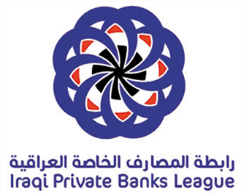 رابطة المصارف الخاصة العراقية
Iraqi Private Banks League